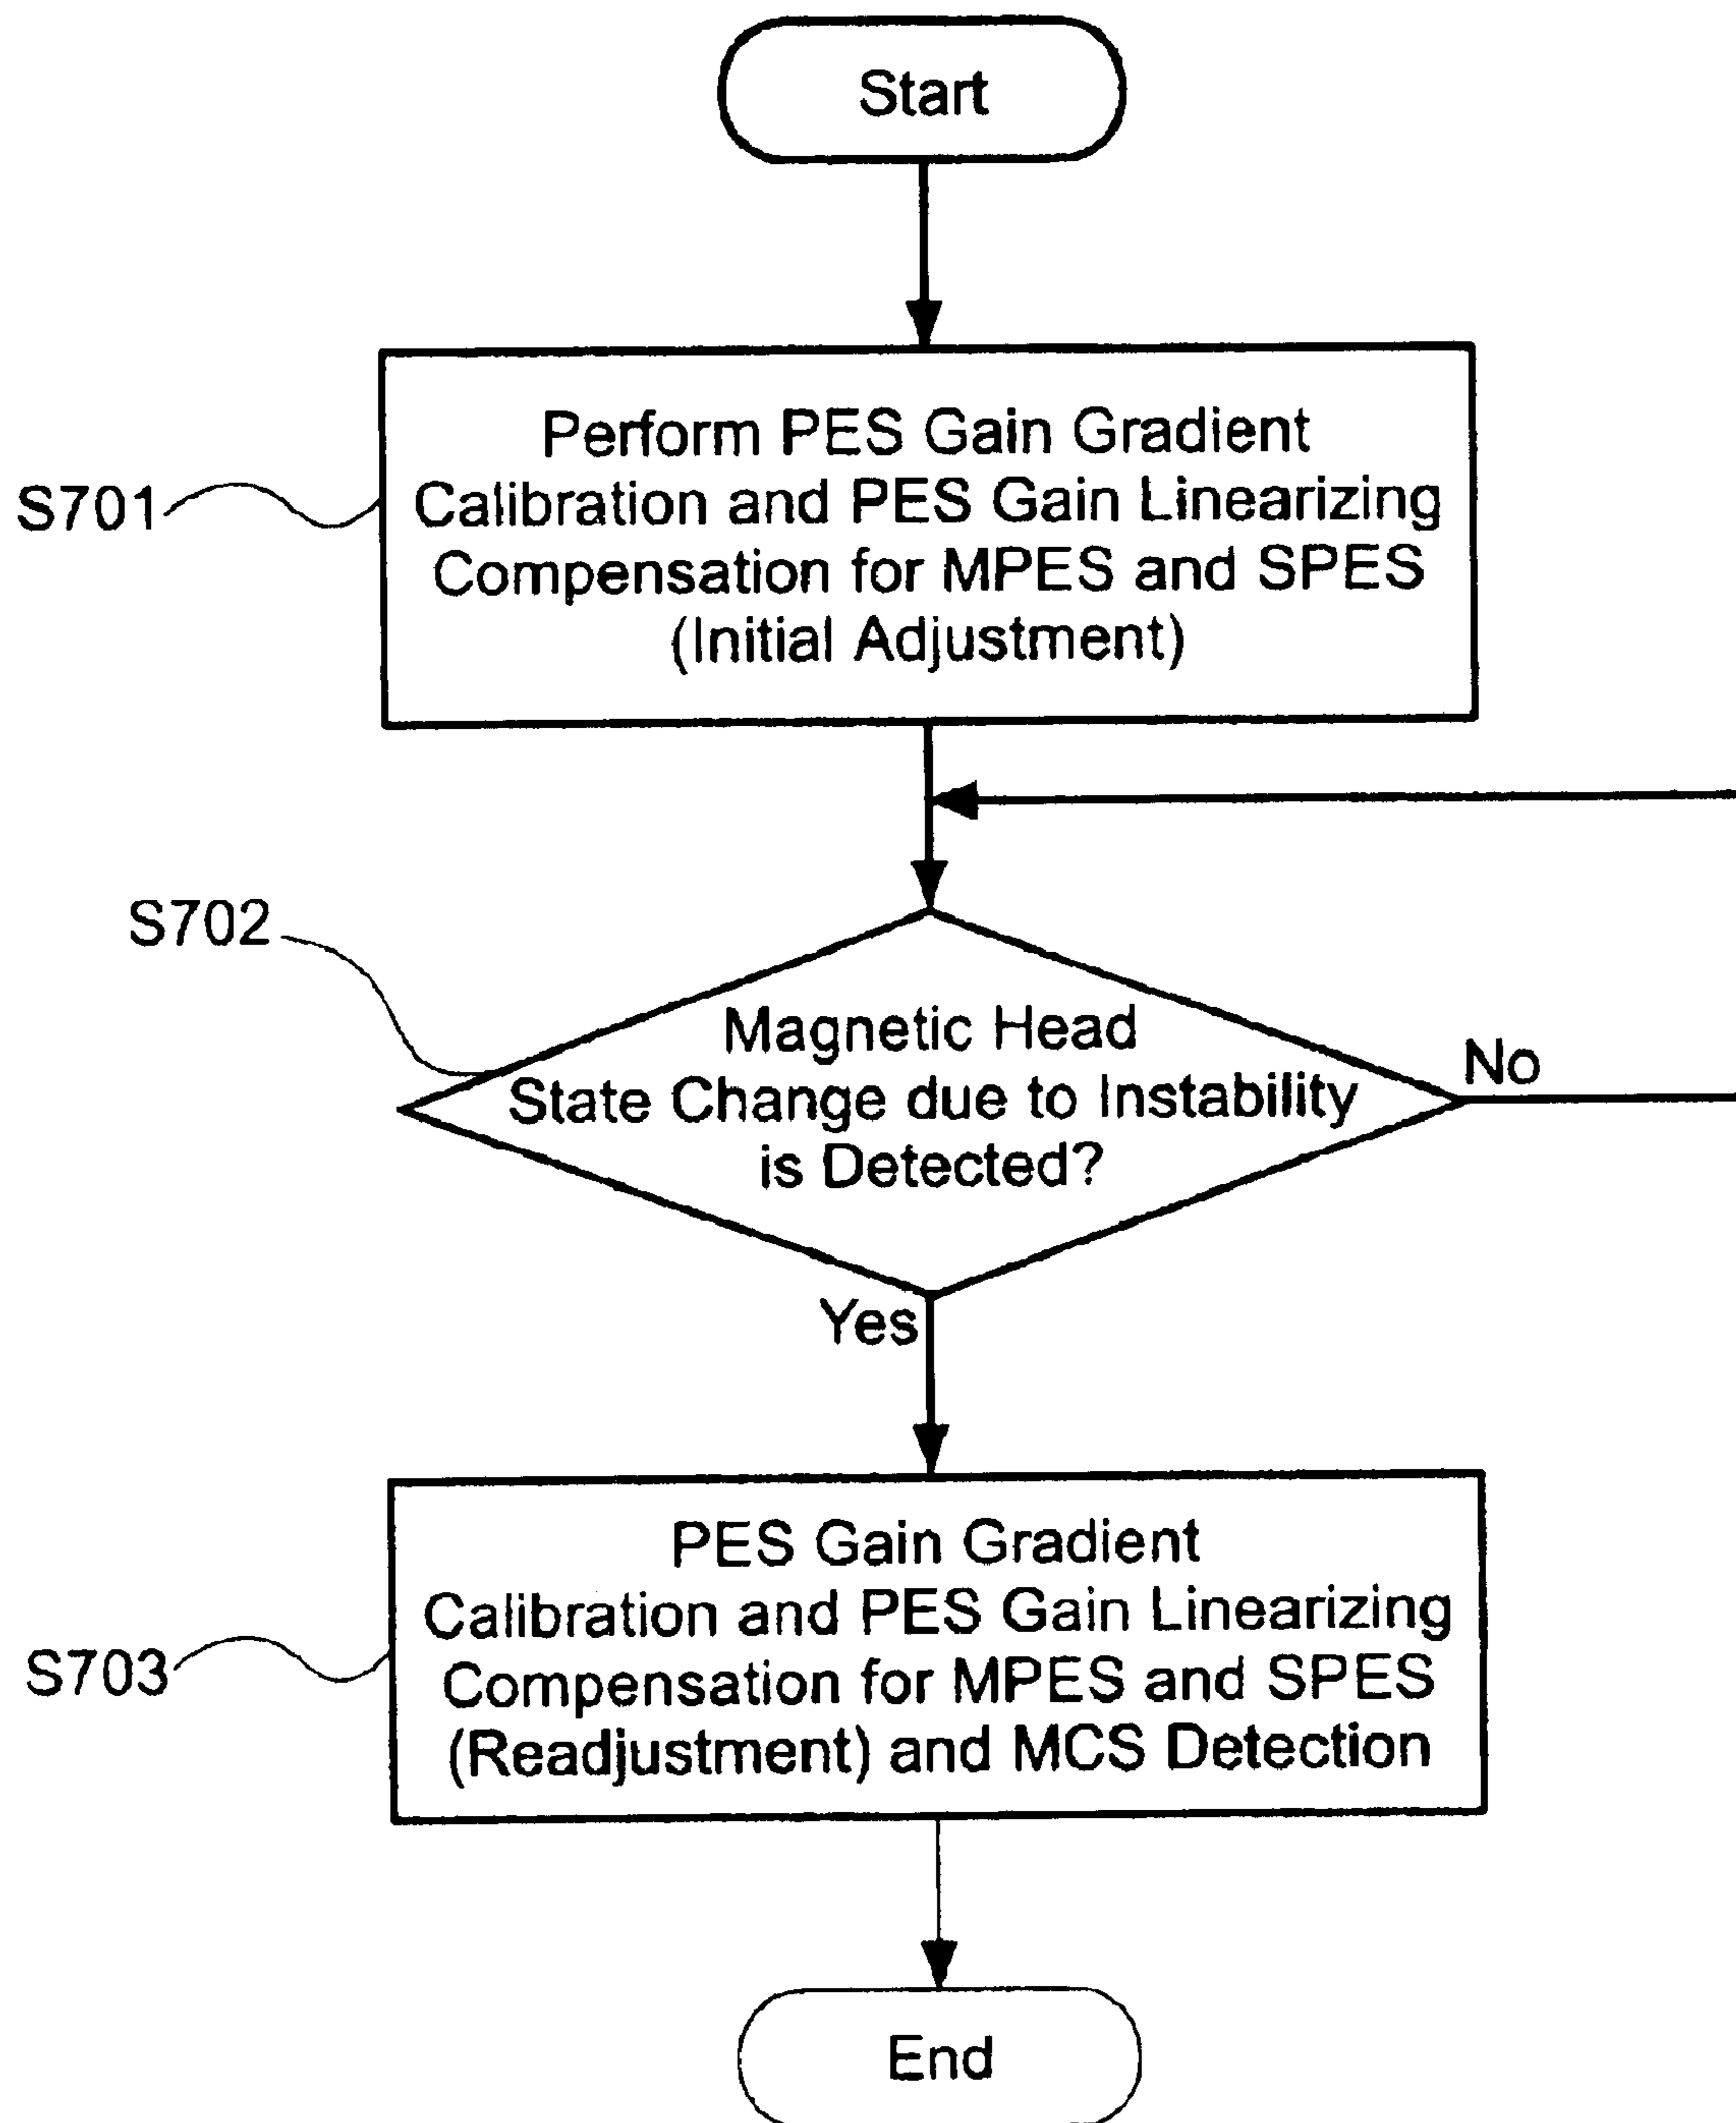 Start
Perform PES Gain Gradient
Calibration and PES Gain Linearizing
Compensation for MPES and SPES
(Initial Adjustment)
S701
S702
Magnetic Head
State Change due to Instability
is Detected?
No
Yes
PES Gain Gradient
Calibration and PES Gain Linearizing
Compensation for MPES and SPES
(Readjustment) and MCS Detection
S703
End